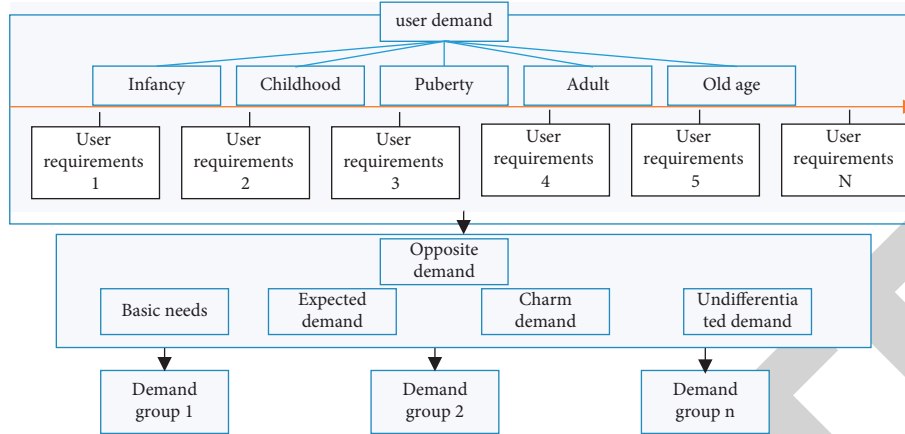 user demand
Infancy
Childhood
Puberty
Adult
Old age
User
requirements
1
User
requirements
2
User
requirements
3
User
requirements
4
User
requirements
5
User
requirements
N
Opposite
demand
Basic needs
Expected
demand
Charm
demand
Undifferentia
ted demand
Demand
group 1
Demand
group 2
Demand
group n